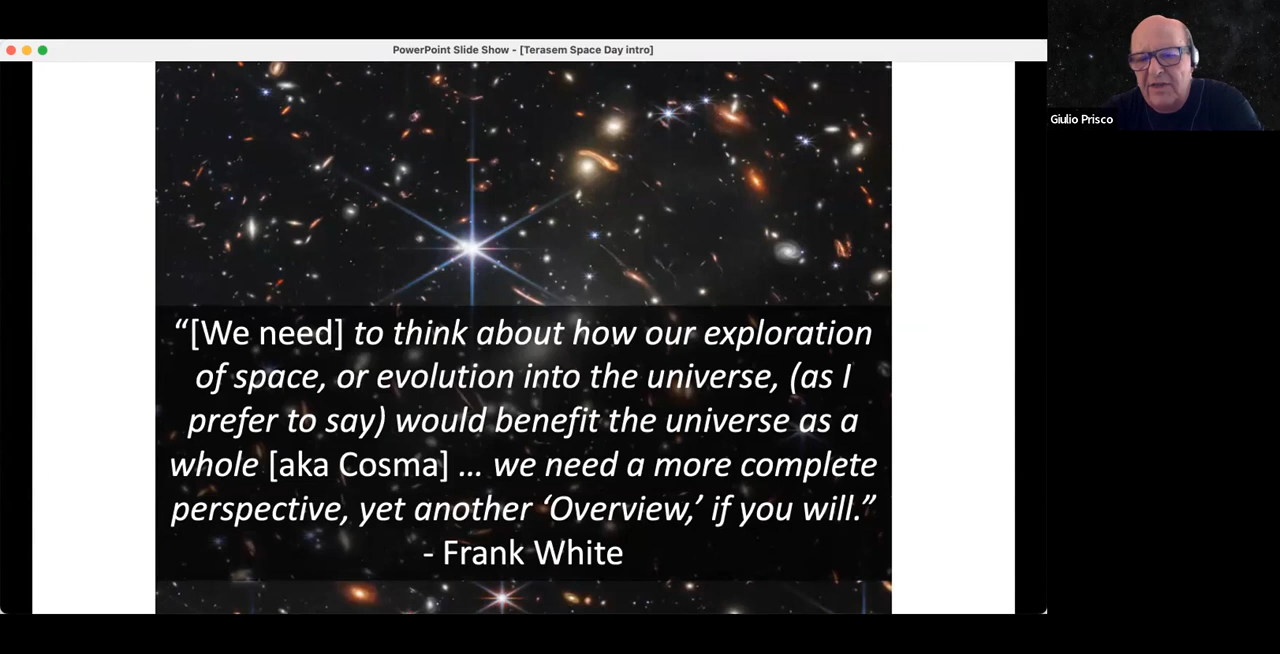 PowerPoint Slide Show - [Terasem Space Day intro]
Giulio Prisco
“[We need] to think about how our exploration
of space, or evolution into the universe, (as I
prefer to say) would benefit the universe as a
whole [aka Cosma] … we need a more complete
perspective, yet another ‘Overview,’ if you will.”
- Frank White